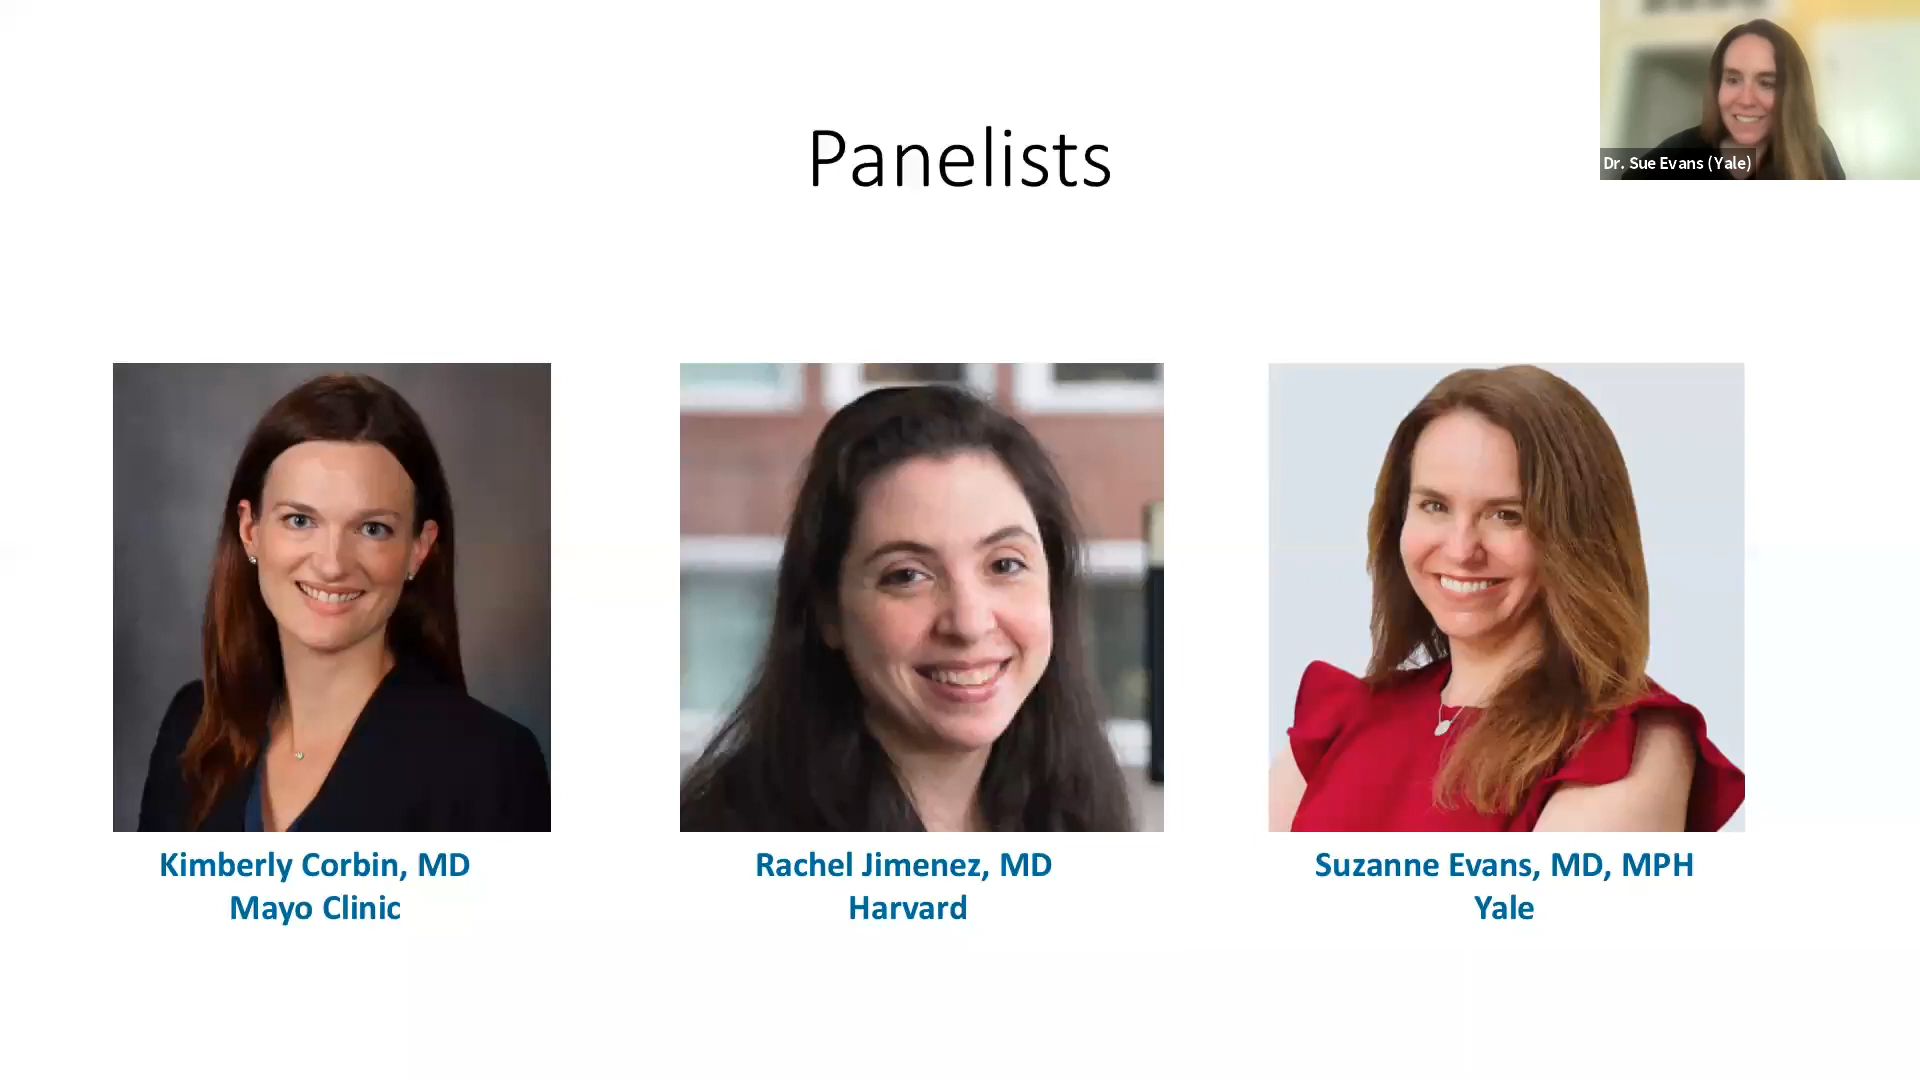 Dr. Sue Evans (Yale)
Panelists
Kimberly Corbin, MD
Mayo Clinic
Rachel Jimenez, MD
Harvard
Suzanne Evans, MD, MPH
Yale